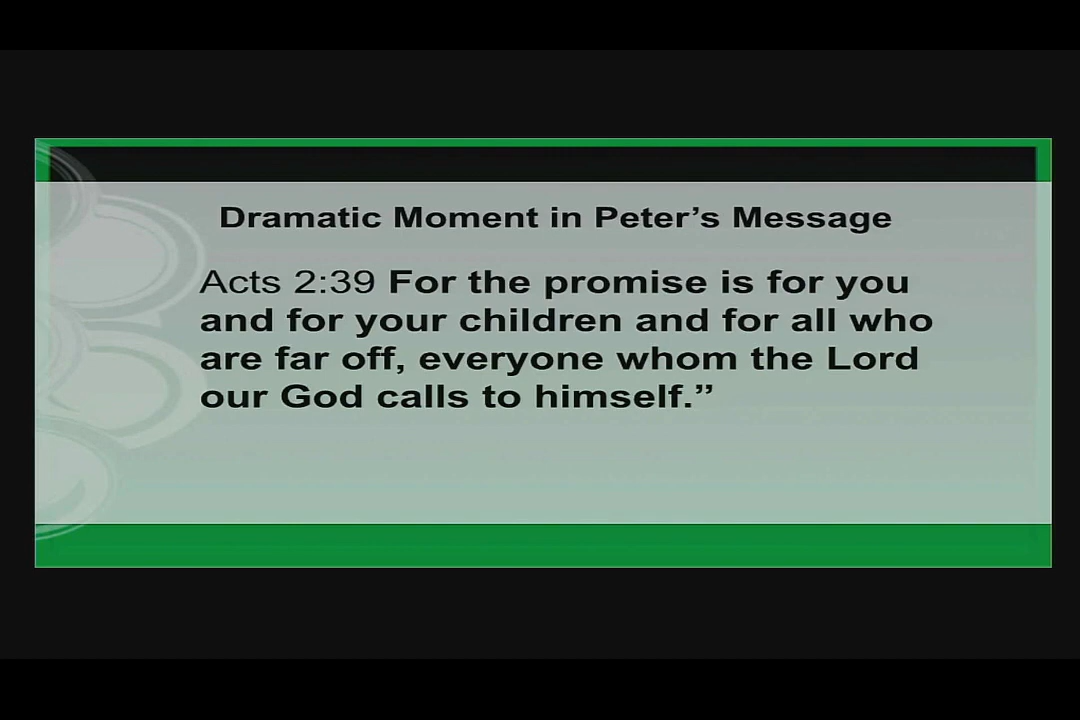 Dramatic Moment in Peter’s Message
Acts 2:39 For the promise is for you
and for your children and for all who
are far off, everyone whom the Lord
our God calls to himself.”